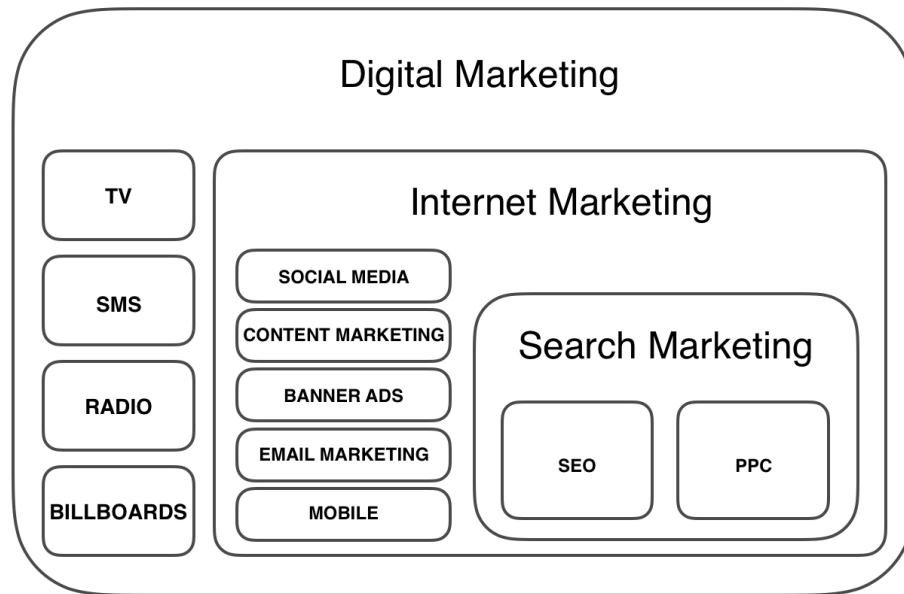 Digital Marketing
TV
SMS
RADIO
BILLBOARDS
Internet Marketing
SOCIAL MEDIA
CONTENT MARKETING
BANNER ADS
EMAIL MARKETING
MOBILE
Search Marketing
SEO
PPC